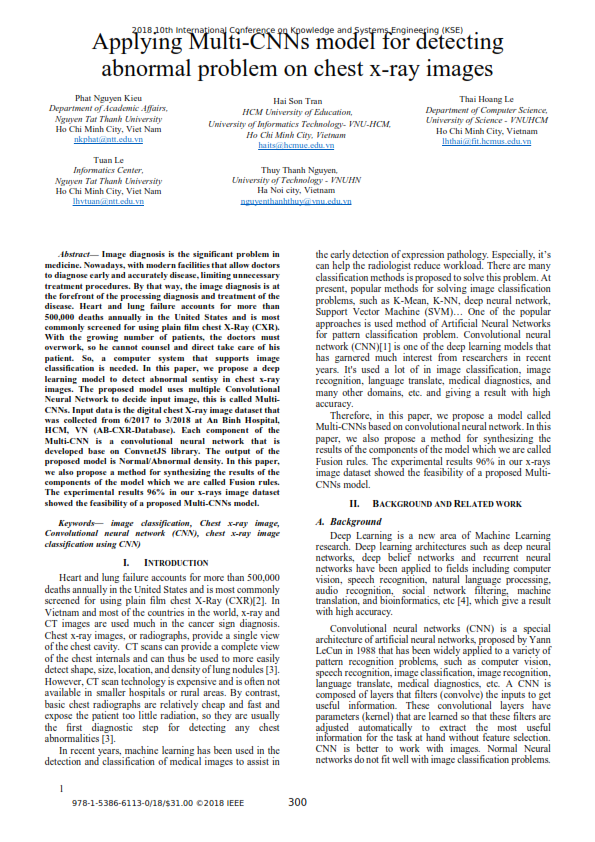 2018 10th International Conference on Knowledge and Systems Engineering (KSE)
Applying Multi-CNNs model for detecting
abnormal problem on chest x-ray images
Phat Nguyen Kieu
Department of Academic Affairs,
Nguyen Tat Thanh University
Ho Chi Minh City, Viet Nam
nkphat@ntt.edu.vn
Hai Son Tran
HCM University of Education,
University of Informatics Technology- VNU-HCM,
Ho Chi Minh City, Vietnam
haits@hcmue.edu.vn
Thai Hoang Le
Department of Computer Science,
University of Science - VNUHCM
Ho Chi Minh City, Vietnam
lhthai@fit.hcmus.edu.vn
Tuan Le
Informatics Center,
Nguyen Tat Thanh University
Ho Chi Minh City, Viet Nam
lhvtuan@ntt.edu.vn
Thuy Thanh Nguyen,
University of Technology - VNUHN
Ha Noi city, Vietnam
nguyenthanhthuy@vnu.edu.vn
Abstract— Image diagnosis is the significant problem in
medicine. Nowadays, with modern facilities that allow doctors
to diagnose early and accurately disease, limiting unnecessary
treatment procedures. By that way, the image diagnosis is at
the forefront of the processing diagnosis and treatment of the
disease. Heart and lung failure accounts for more than
500,000 deaths annually in the United States and is most
commonly screened for using plain film chest X-Ray (CXR).
With the growing number of patients, the doctors must
overwork, so he cannot counsel and direct take care of his
patient. So, a computer system that supports image
classification is needed. In this paper, we propose a deep
learning model to detect abnormal sentisy in chest x-ray
images. The proposed model uses multiple Convolutional
Neural Network to decide input image, this is called Multi-
CNNs. Input data is the digital chest X-ray image dataset that
was collected from 6/2017 to 3/2018 at An Binh Hospital,
HCM, VN (AB-CXR-Database). Each component of the
Multi-CNN is a convolutional neural network that is
developed base on ConvnetJS library. The output of the
proposed model is Normal/Abnormal density. In this paper,
we also propose a method for synthesizing the results of the
components of the model which we are called Fusion rules.
The experimental results 96% in our x-rays image dataset
showed the feasibility of a proposed Multi-CNNs model.
Keywords— image classification, Chest x-ray image,
Convolutional neural network (CNN), chest x-ray image
classification using CNN)
I. INTRODUCTION
Heart and lung failure accounts for more than 500,000
deaths annually in the United States and is most commonly
screened for using plain film chest X-Ray (CXR)[2]. In
Vietnam and most of the countries in the world, x-ray and
CT images are used much in the cancer sign diagnosis.
Chest x-ray images, or radiographs, provide a single view
of the chest cavity. CT scans can provide a complete view
of the chest internals and can thus be used to more easily
detect shape, size, location, and density of lung nodules [3].
However, CT scan technology is expensive and is often not
available in smaller hospitals or rural areas. By contrast,
basic chest radiographs are relatively cheap and fast and
expose the patient too little radiation, so they are usually
the first diagnostic step for detecting any chest
abnormalities [3].
In recent years, machine learning has been used in the
detection and classification of medical images to assist in
the early detection of expression pathology. Especially, it's
can help the radiologist reduce workload. There are many
classification methods is proposed to solve this problem. At
present, popular methods for solving image classification
problems, such as K-Mean, K-NN, deep neural network,
Support Vector Machine (SVM)… One of the popular
approaches is used method of Artificial Neural Networks
for pattern classification problem. Convolutional neural
network (CNN)[1] is one of the deep learning models that
has garnered much interest from researchers in recent
years. It's used a lot of in image classification, image
recognition, language translate, medical diagnostics, and
many other domains, etc. and giving a result with high
accuracy.
Therefore, in this paper, we propose a model called
Multi-CNNs based on convolutional neural network. In this
paper, we also propose a method for synthesizing the
results of the components of the model which we are called
Fusion rules. The experimental results 96% in our x-rays
image dataset showed the feasibility of a proposed Multi-
CNNs model.
II. BACKGROUND AND RELATED WORK
A. Background
Deep Learning is a new area of Machine Learning
research. Deep learning architectures such as deep neural
networks, deep belief networks and recurrent neural
networks have been applied to fields including computer
vision, speech recognition, natural language processing,
audio recognition, social network filtering, machine
translation, and bioinformatics, etc [4], which give a result
with high accuracy.
Convolutional neural networks (CNN) is a special
architecture of artificial neural networks, proposed by Yann
LeCun in 1988 that has been widely applied to a variety of
pattern recognition problems, such as computer vision,
speech recognition, image classification, image recognition,
language translate, medical diagnostics, etc. A CNN is
composed of layers that filters (convolve) the inputs to get
useful information. These convolutional layers have
parameters (kernel) that are learned so that these filters are
adjusted automatically to extract the most useful
information for the task at hand without feature selection.
CNN is better to work with images. Normal Neural
networks do not fit well with image classification problems.
1
978-1-5386-6113-0/18/$31.00 ©2018 IEEE
300